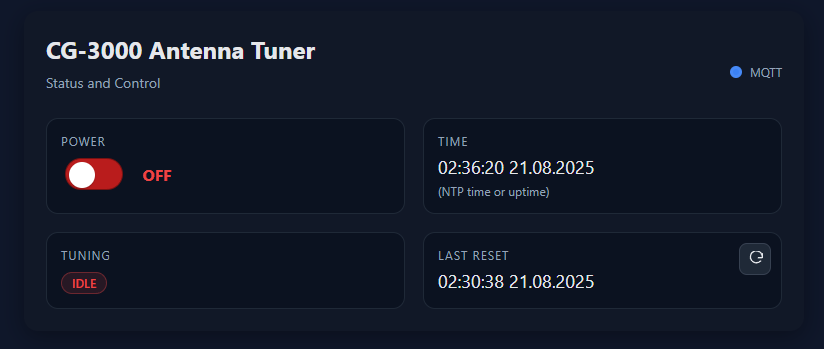 CG-3000 Antenna Tuner
Status and Control
MQTT
POWER
OFF
TIME
02:36:20 21.08.2025
(NTP time or uptime)
TUNING
IDLE
LAST RESET
02:30:38 21.08.2025